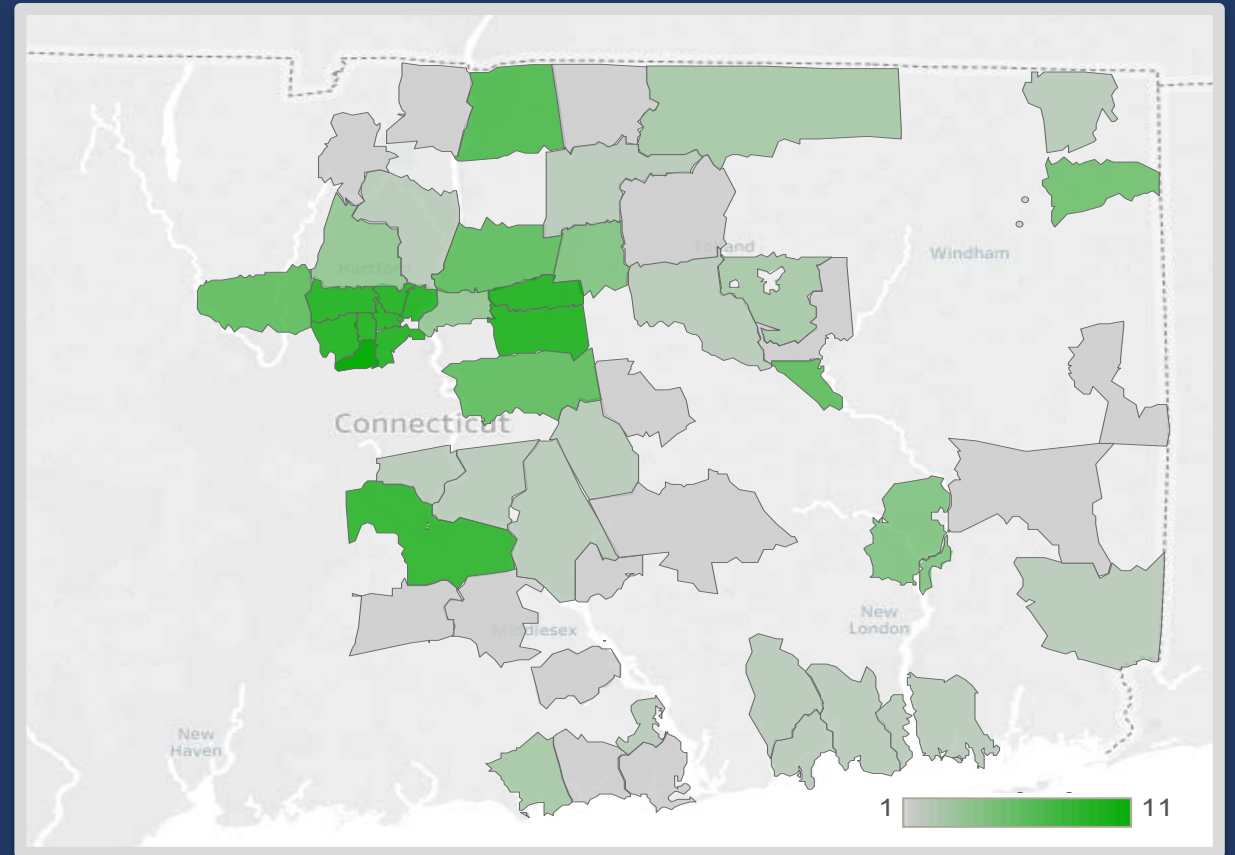 Tolland
Windham
Hartford
Connecticut
New
London
Middlesex
New
Haven
1
11